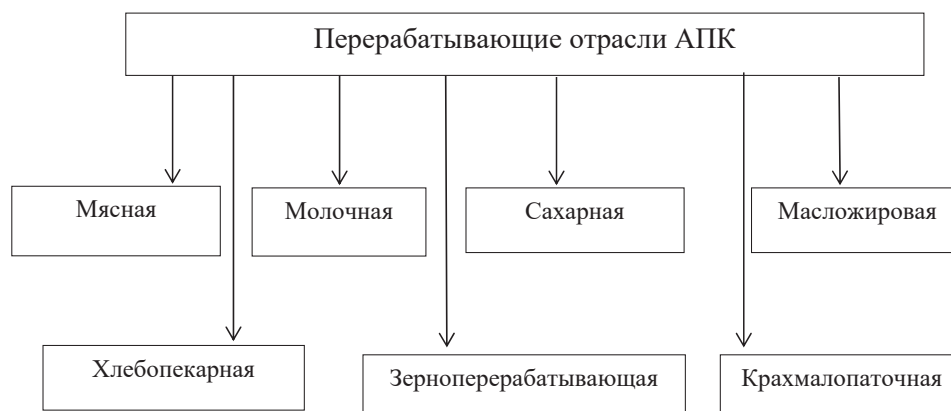 Перерабатывающие отрасли АПК
Мясная
Молочная
Сахарная
Масложировая
Хлебопекарная
Зерноперерабатывающая
Крахмалопаточная